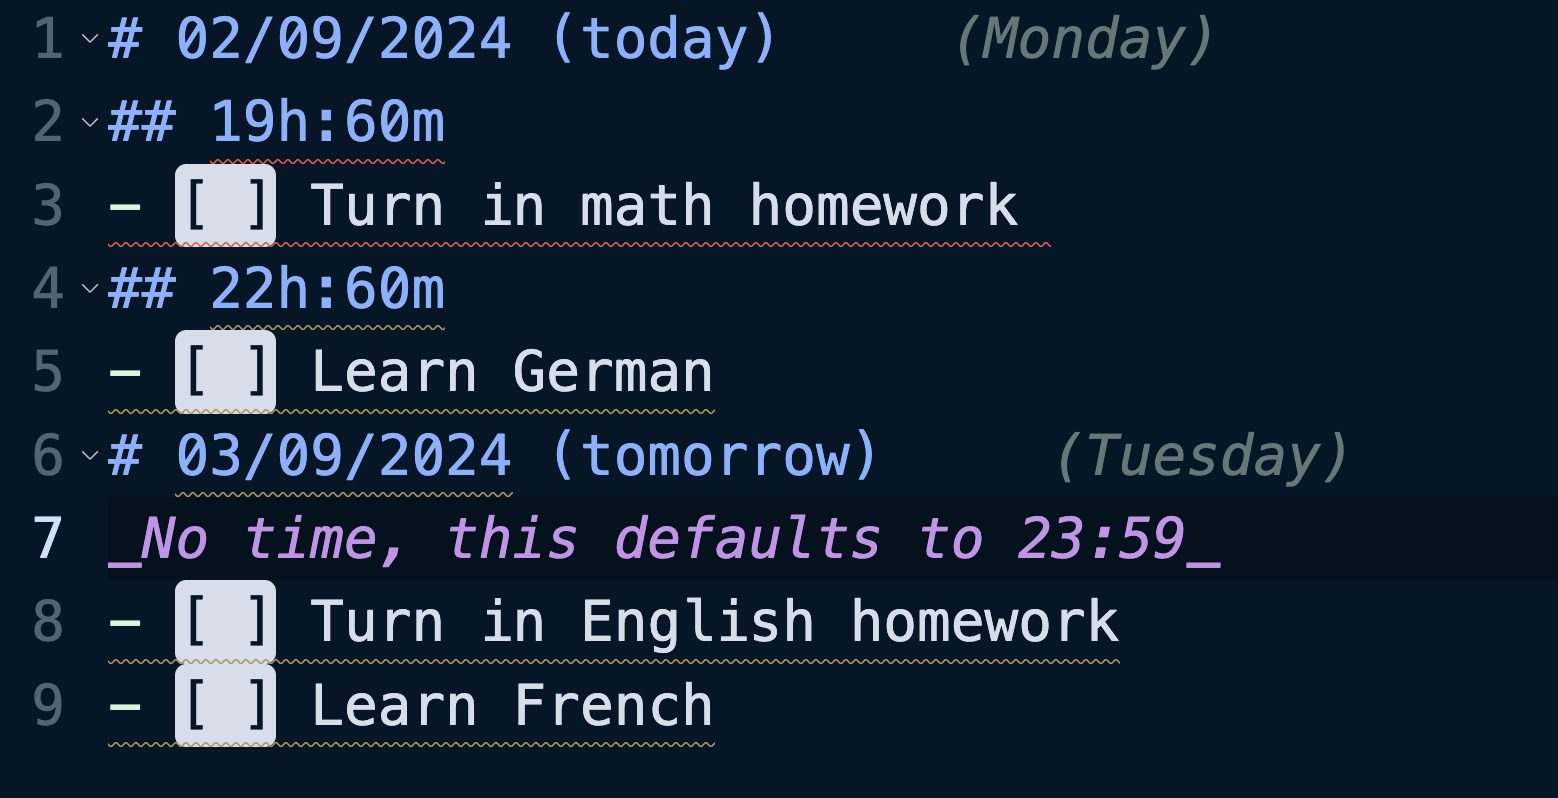 1 # 02/09/2024 (today) (Monday)
2 ## 19h:60m
3 - [ ] Turn in math homework
4 ## 22h:60m
5 - [ ] Learn German
6 # 03/09/2024 (tomorrow) (Tuesday)
7 _No time, this defaults to 23:59_
8 - [ ] Turn in English homework
9 - [ ] Learn French